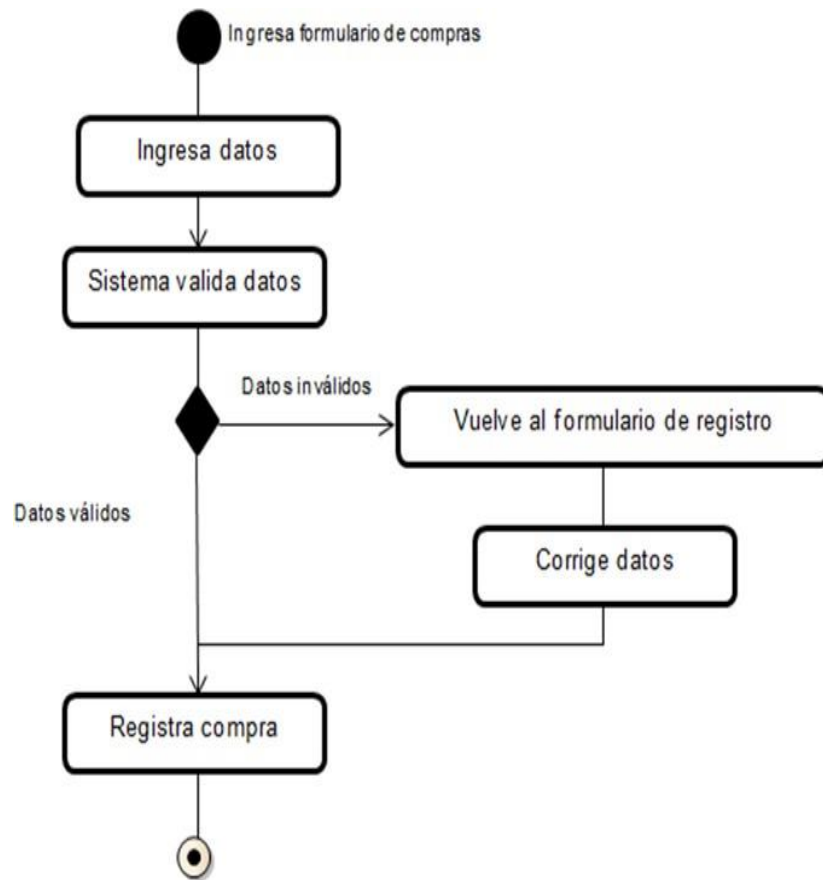 Ingresa formulario de compras
Ingresa datos
Sistema valida datos
Datos inválidos
Vuelve al formulario de registro
Datos válidos
Corrige datos
Registra compra